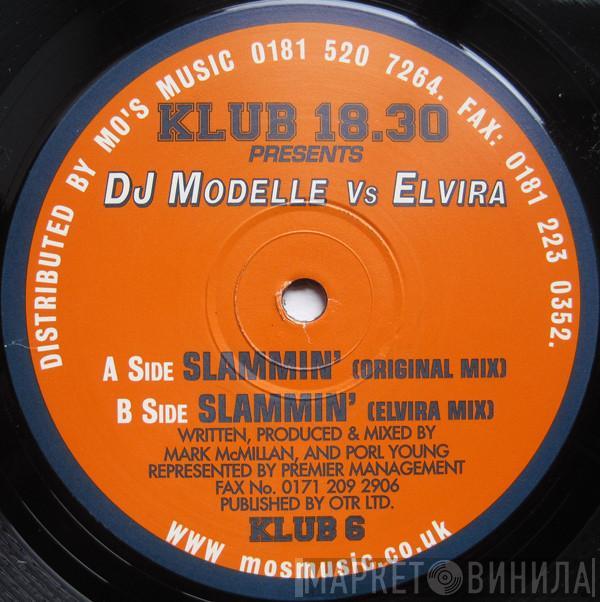 DISTRIBUTED BY MO'S MUSIC 0181 520 7264. FAX: 0181 223 0352.
KLUB 18.30
PRESENTS
DJ MODELLE VS ELVIRA
A SIDE SLAMMIN' (ORIGINAL MIX)
B SIDE SLAMMIN' (ELVIRA MIX)
WRITTEN, PRODUCED & MIXED BY
MARK McMILLAN, AND PORL YOUNG
REPRESENTED BY PREMIER MANAGEMENT
FAX No. 0171 209 2906
PUBLISHED BY OTR LTD.
KLUB 6
www.mosmusic.co.uk
МАРКЕТ ВИНИЛА